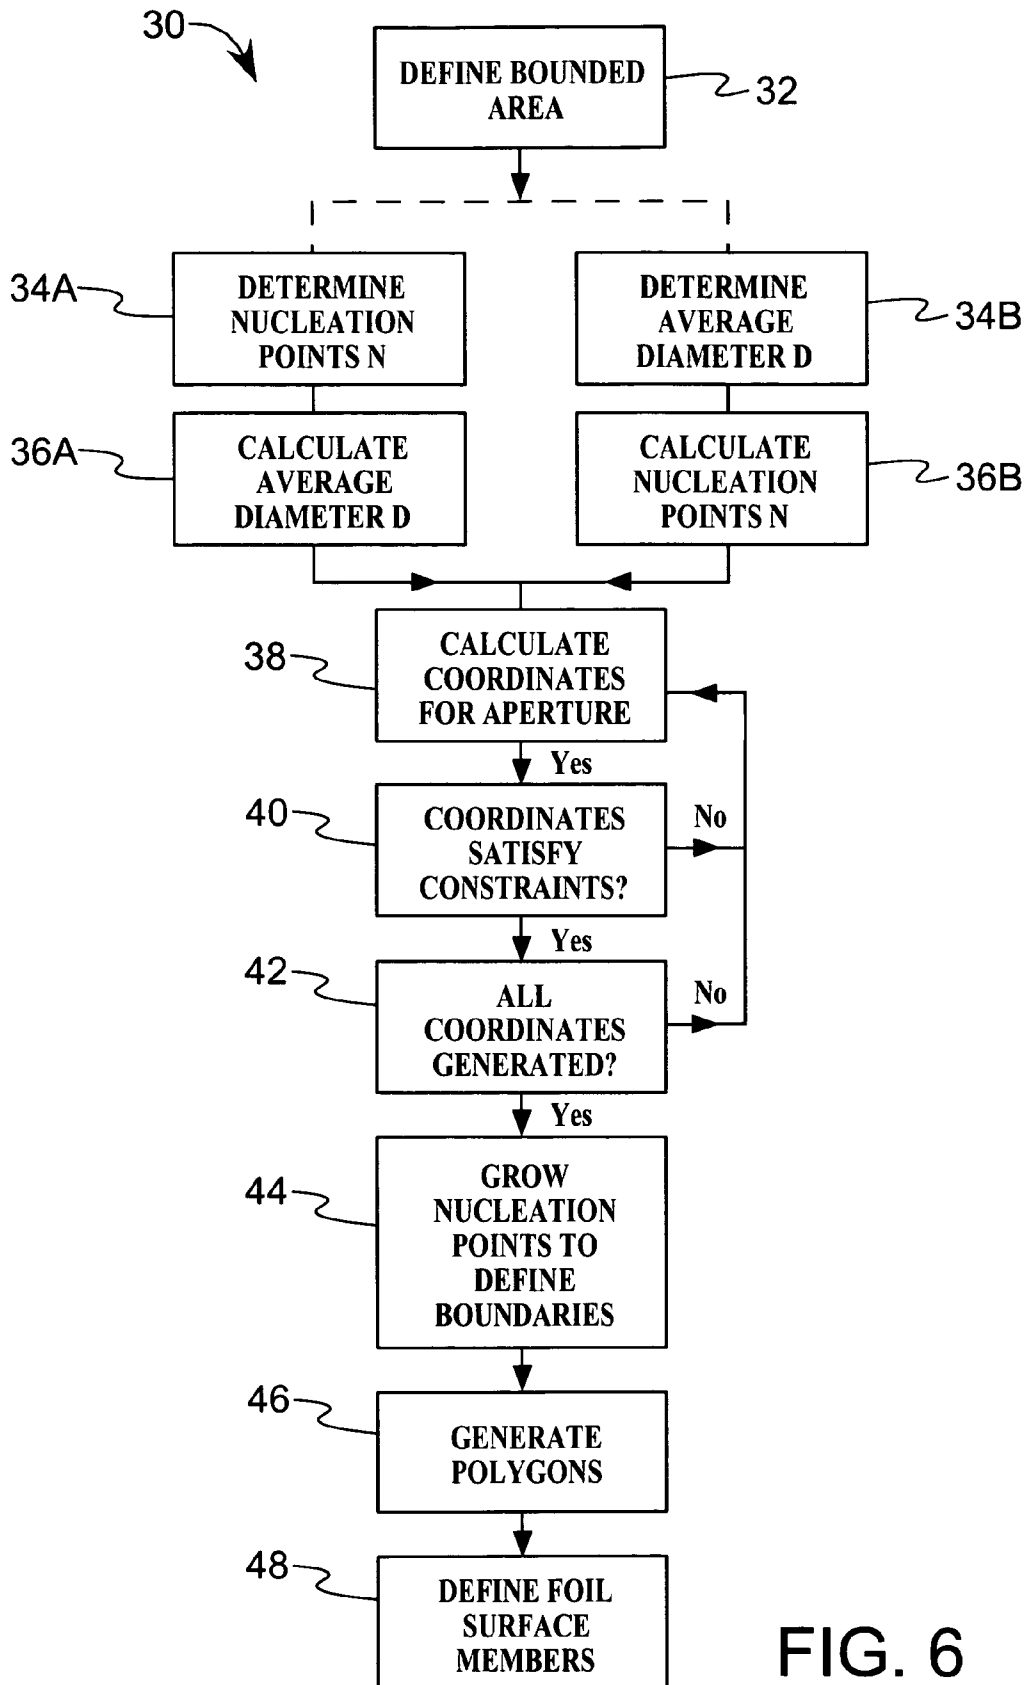 30
DEFINE BOUNDED
AREA
32
34A
DETERMINE
NUCLEATION
POINTS N
DETERMINE
AVERAGE
DIAMETER D
34B
36A
CALCULATE
AVERAGE
DIAMETER D
CALCULATE
NUCLEATION
POINTS N
36B
38
CALCULATE
COORDINATES
FOR APERTURE
Yes
40
COORDINATES
SATISFY
CONSTRAINTS?
No
Yes
42
ALL
COORDINATES
GENERATED?
No
Yes
44
GROW
NUCLEATION
POINTS TO
DEFINE
BOUNDARIES
46
GENERATE
POLYGONS
48
DEFINE FOIL
SURFACE
MEMBERS
FIG. 6